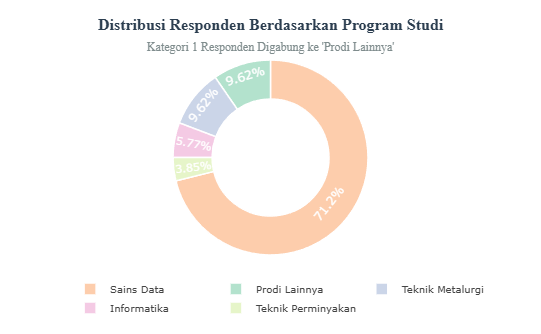 Distribusi Responden Berdasarkan Program Studi
Kategori 1 Responden Digabung ke 'Prodi Lainnya'
9.62%
9.62%
5.77%
3.85%
71.2%
Sains Data
Prodi Lainnya
Teknik Metalurgi
Informatika
Teknik Perminyakan